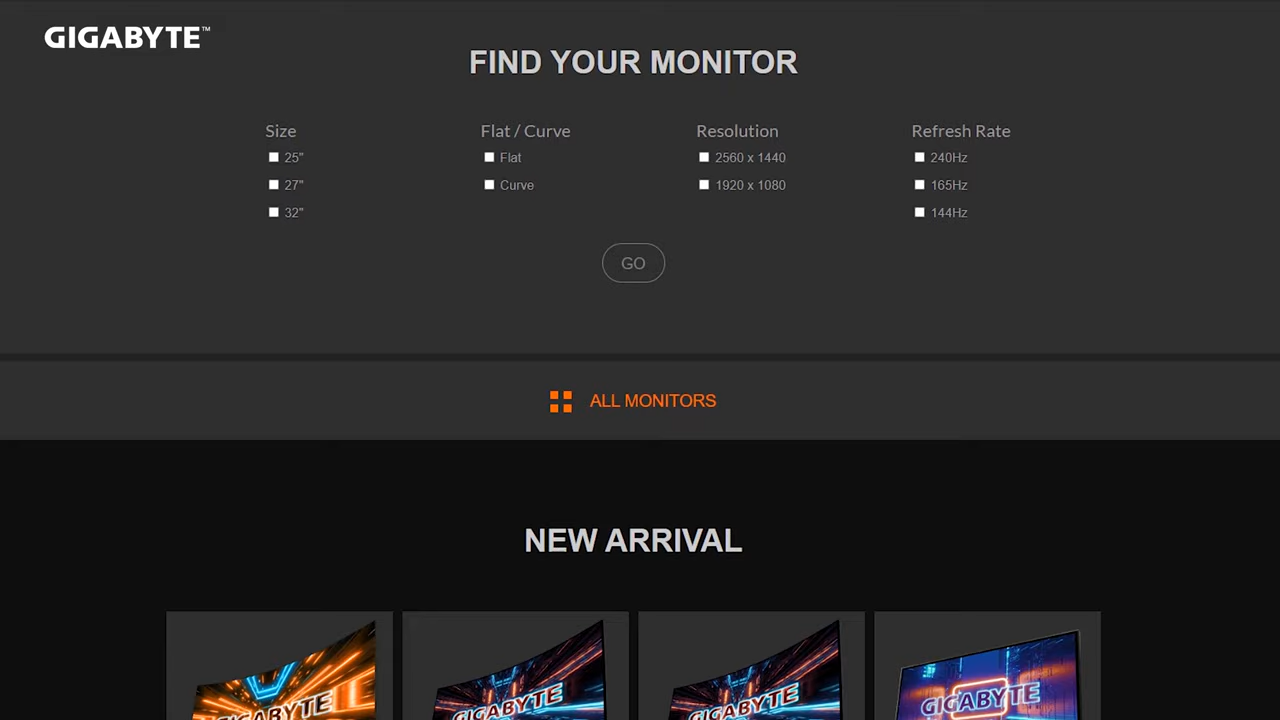 GIGABYTE™
FIND YOUR MONITOR
Size
25"
27"
32"
Flat / Curve
Flat
Curve
Resolution
2560 x 1440
1920 x 1080
Refresh Rate
240Hz
165Hz
144Hz
GO
ALL MONITORS
NEW ARRIVAL
GIGABYTE
GIGABYTE
GIGABYTE
GIGABYTE